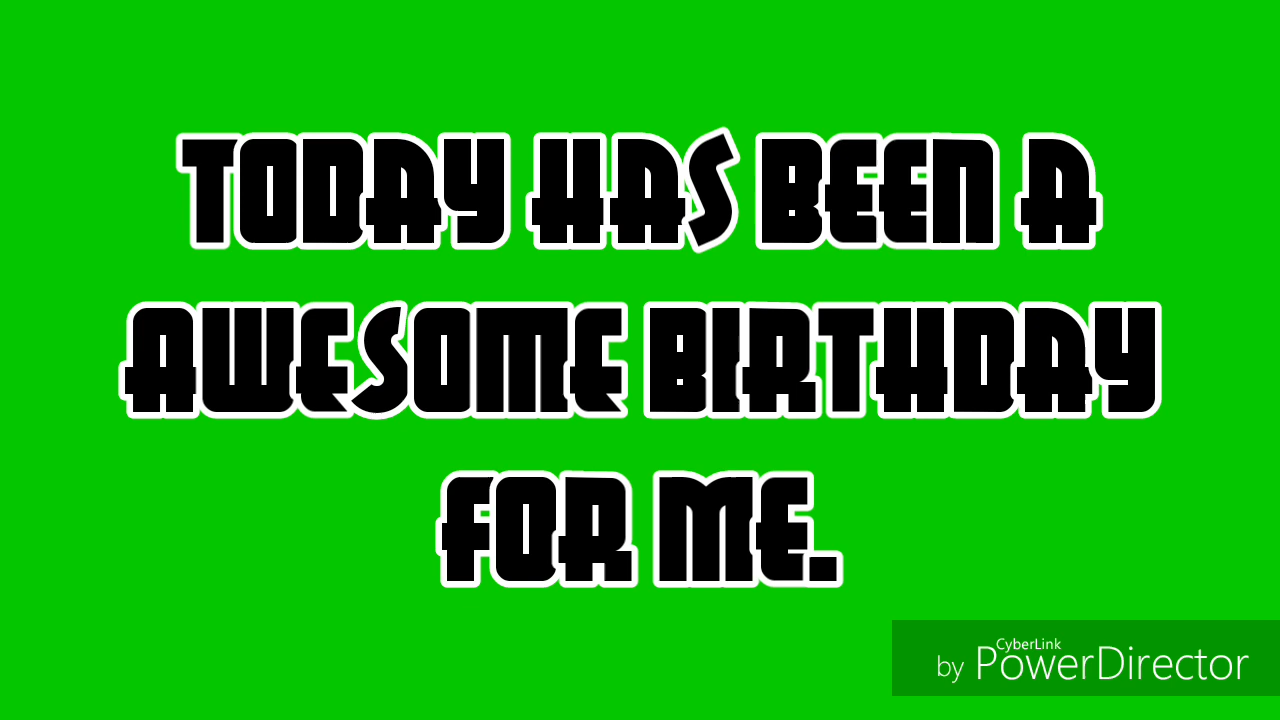 TODAY HAS BEEN A
AWESOME BIRTHDAY
FOR ME.
CyberLink
by PowerDirector